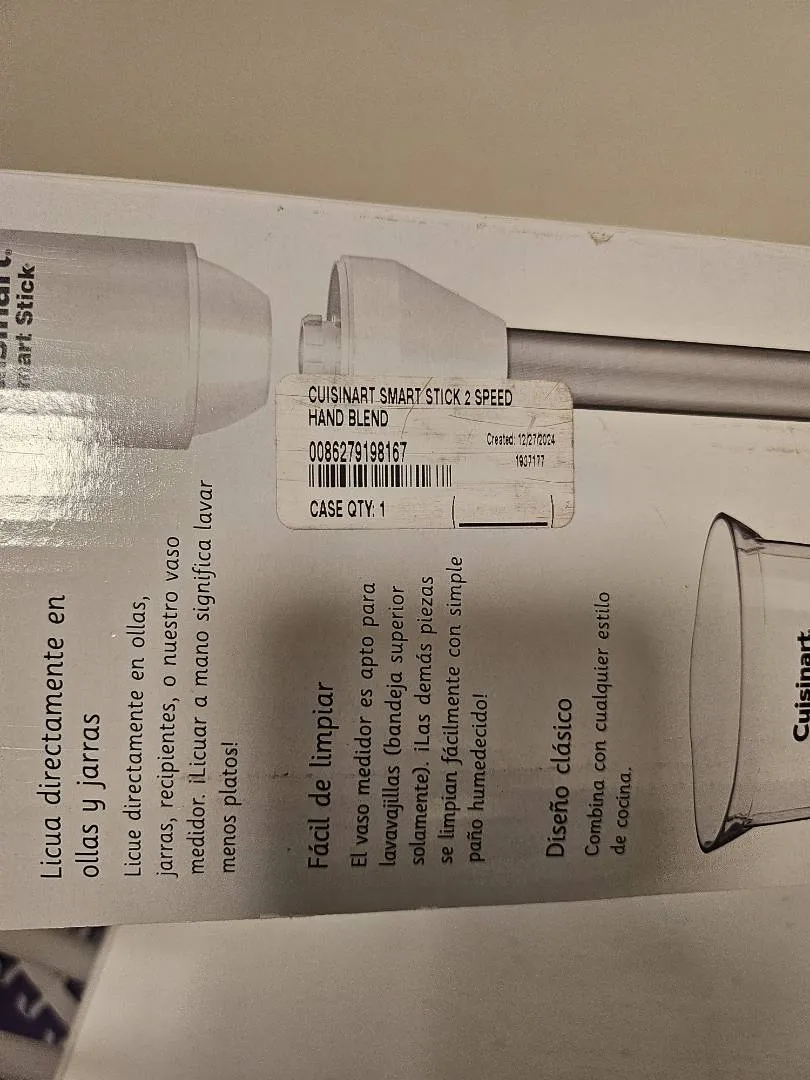 mart Stick
CUISINART SMART STICK 2 SPEED
HAND BLEND
0086279198167
Created: 12/27/2024
1937177
CASE QTY: 1
Licua directamente en
ollas y jarras
Licue directamente en ollas,
jarras, recipientes, o nuestro vaso
medidor. ¡Licuar a mano significa lavar
menos platos!
Fácil de limpiar
El vaso medidor es apto para
lavavajillas (bandeja superior
solamente). ¡Las demás piezas
se limpian fácilmente con simple
paño humedecido!
Diseño clásico
Combina con cualquier estilo
de cocina.
Cuisinart